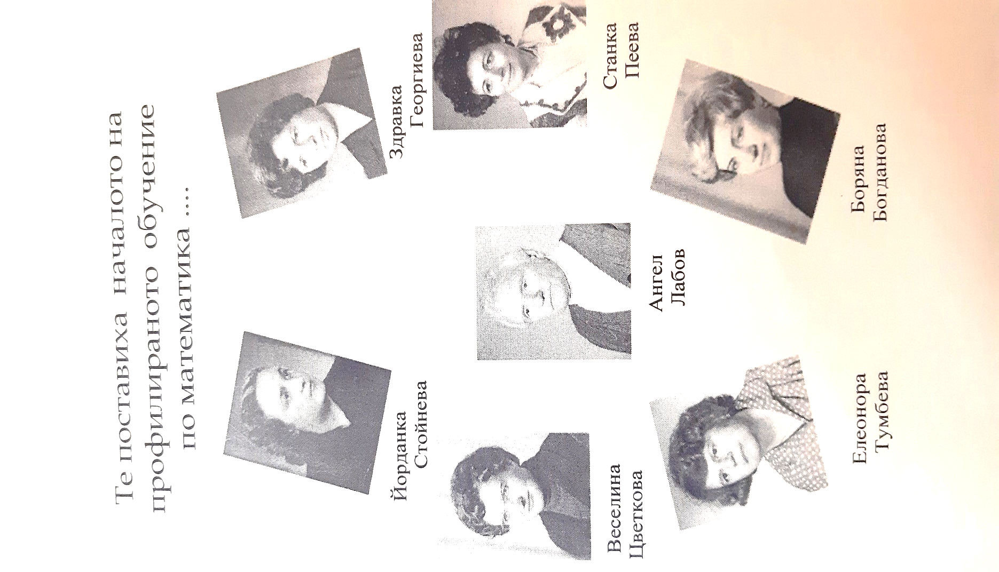 Те поставиха началото на
профилираното обучение
по математика ....
Йорданка
Стойнева
Здравка
Георгиева
Веселина
Цветкова
Ангел
Лабов
Станка
Пеева
Елеонора
Тумбева
Боряна
Богданова